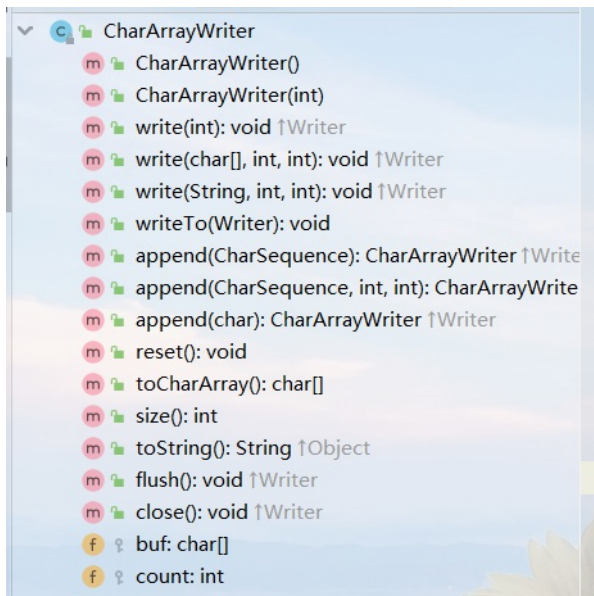 CharArrayWriter
CharArrayWriter()
CharArrayWriter(int)
write(int): void ↑Writer
write(char[], int, int): void ↑Writer
write(String, int, int): void ↑Writer
writeTo(Writer): void
append(CharSequence): CharArrayWriter ↑Write
append(CharSequence, int, int): CharArrayWrite
append(char): CharArrayWriter ↑Writer
reset(): void
toCharArray(): char[]
size(): int
toString(): String ↑Object
flush(): void ↑Writer
close(): void ↑Writer
buf: char[]
count: int